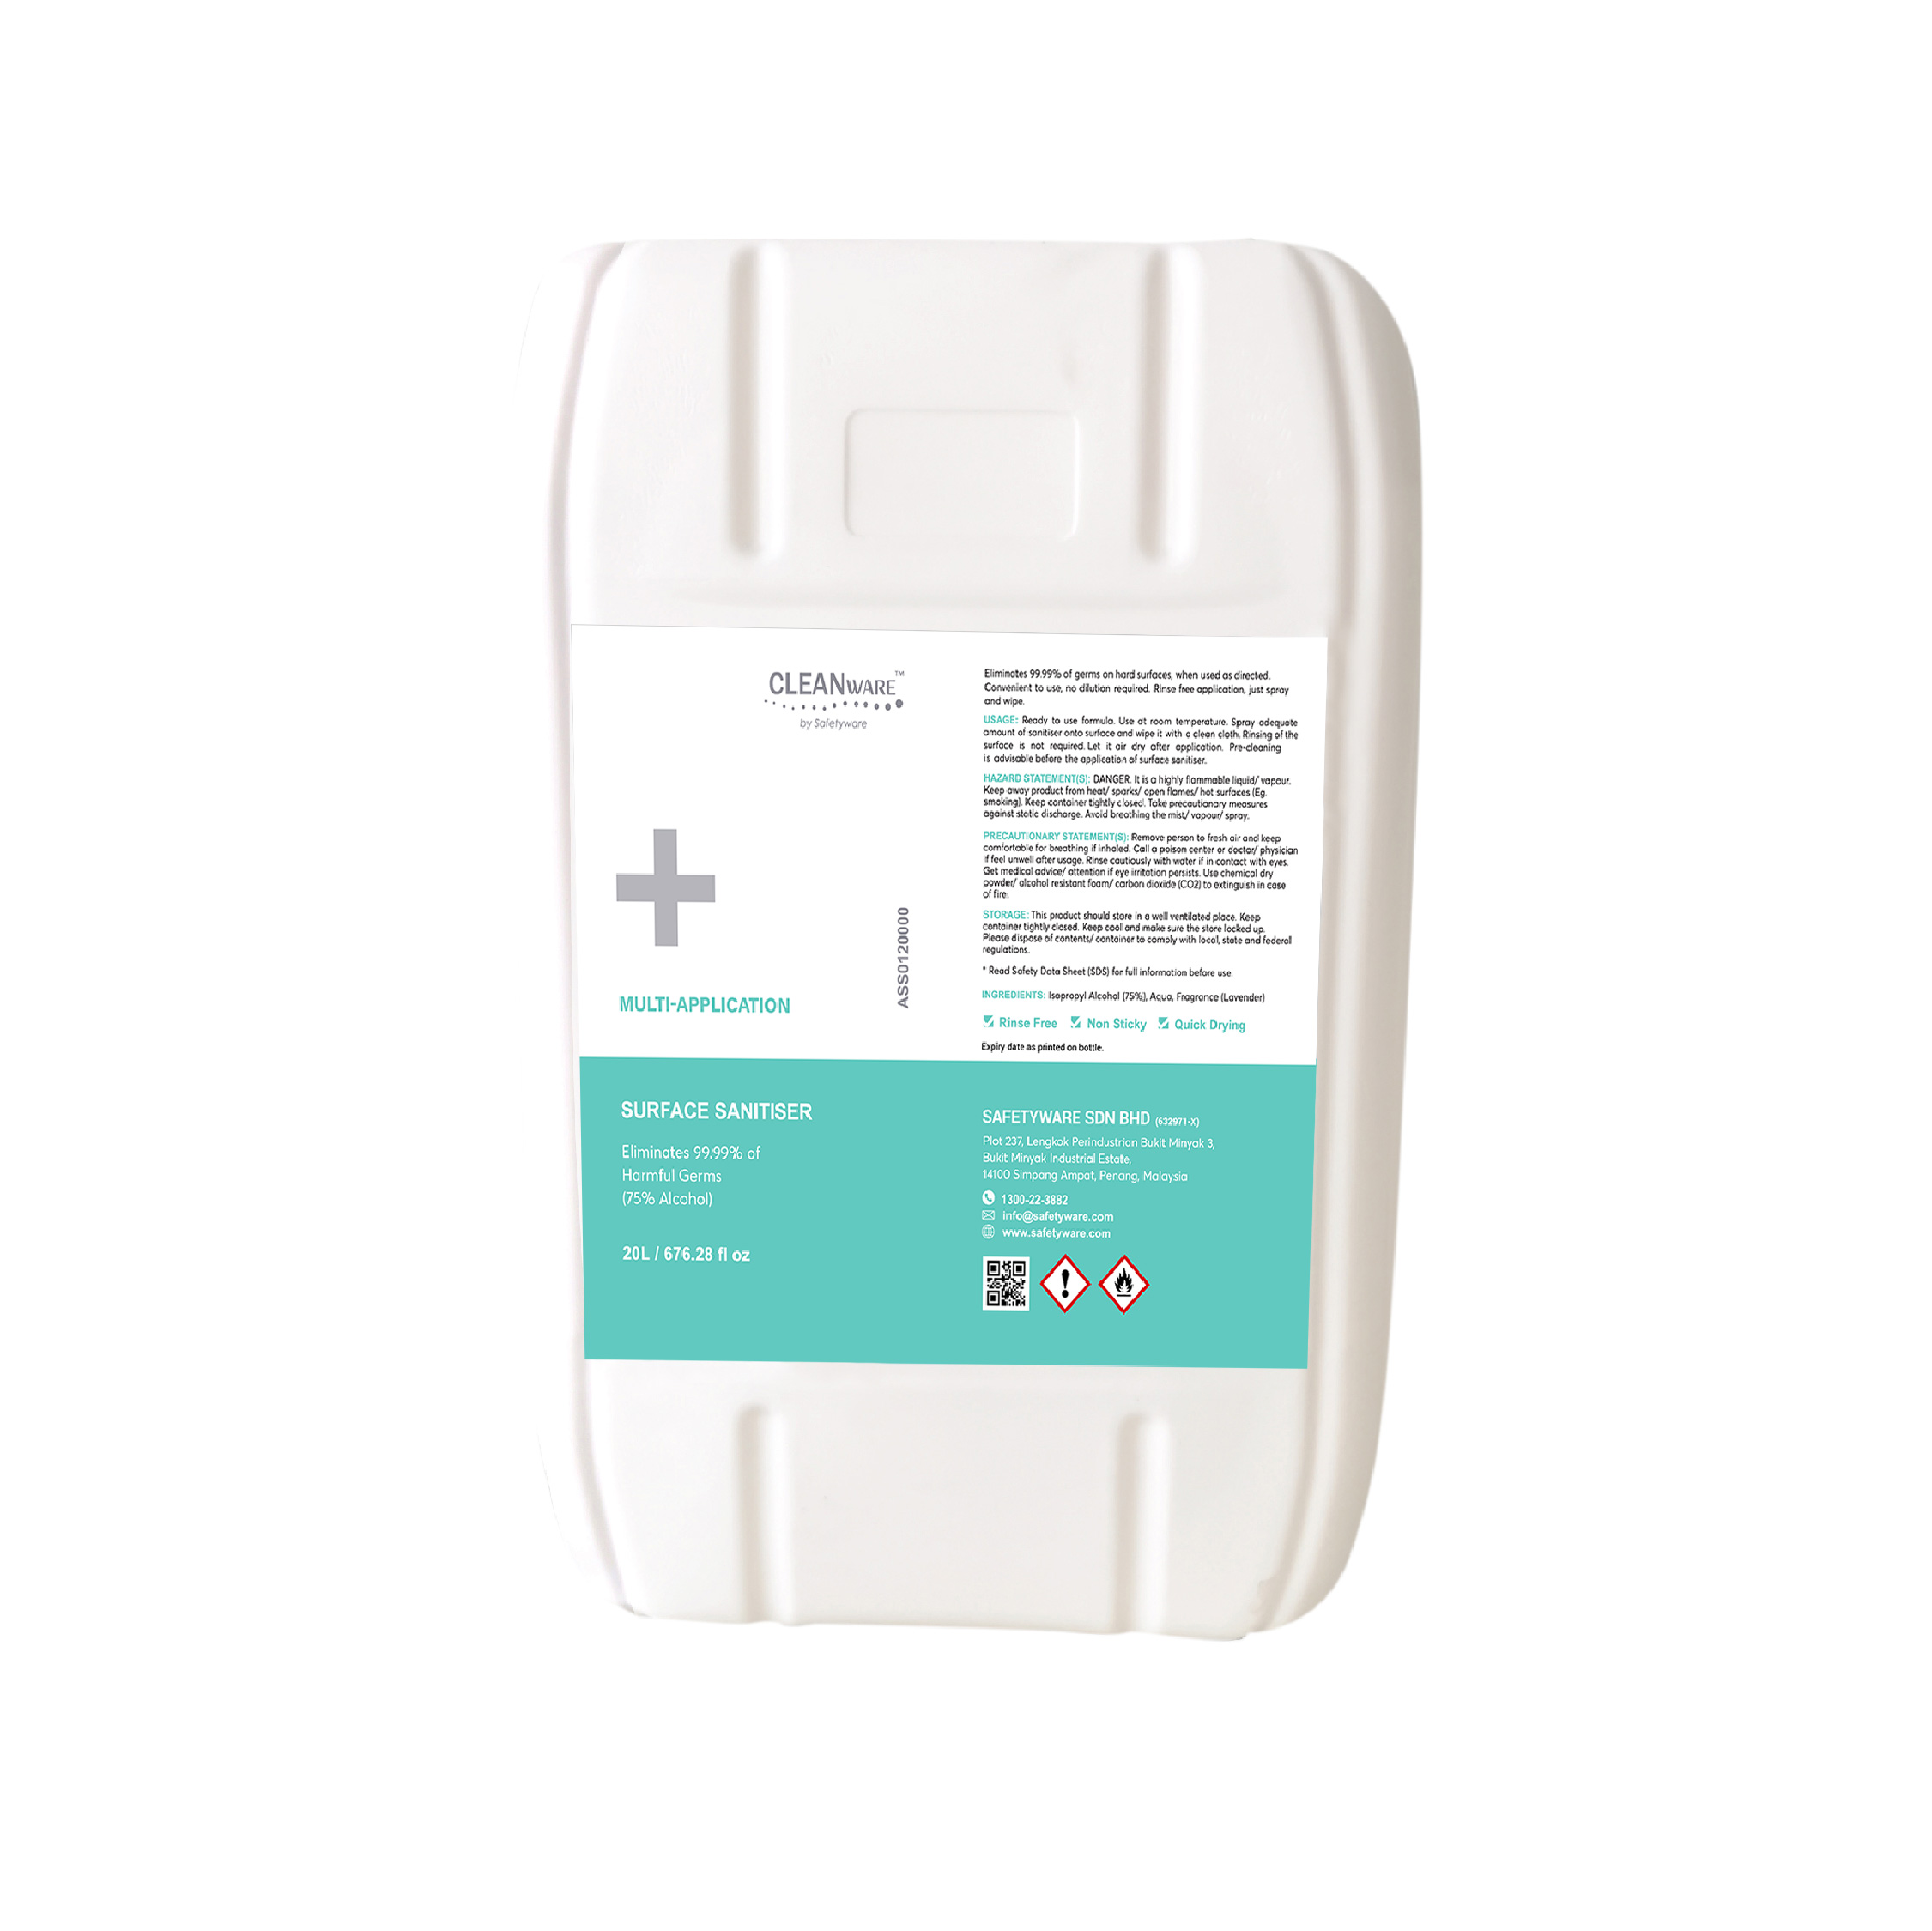 CLEANWARE™
by Safetyware
MULTI-APPLICATION
ASS0120000
SURFACE SANITISER
Eliminates 99.99% of
Harmful Germs
(75% Alcohol)
20L / 676.28 fl oz
Eliminates 99.99% of germs on hard surfaces, when used as directed.
Convenient to use, no dilution required. Rinse free application, just spray
and wipe.
USAGE: Ready to use formula. Use at room temperature. Spray adequate
amount of sanitiser onto surface and wipe it with a clean cloth. Rinsing of the
surface is not required. Let it air dry after application. Pre-cleaning
is advisable before the application of surface sanitiser.
HAZARD STATEMENT(S): DANGER. It is a highly flammable liquid/ vapour.
Keep away product from heat/ sparks/ open flames/ hot surfaces (Eg.
smoking). Keep container tightly closed. Take precautionary measures
against static discharge. Avoid breathing the mist/ vapour/ spray.
PRECAUTIONARY STATEMENT(S): Remove person to fresh air and keep
comfortable for breathing if inhaled. Call a poison center or doctor/ physician
if feel unwell after usage. Rinse cautiously with water if in contact with eyes.
Get medical advice/ attention if eye irritation persists. Use chemical dry
powder/ alcohol resistant foam/ carbon dioxide (CO2) to extinguish in case
of fire.
STORAGE: This product should store in a well ventilated place. Keep
container tightly closed. Keep cool and make sure the store locked up.
Please dispose of contents/ container to comply with local, state and federal
regulations.
* Read Safety Data Sheet (SDS) for full information before use.
INGREDIENTS: Isopropyl Alcohol (75%), Aqua, Fragrance (Lavender)
Rinse Free Non Sticky Quick Drying
Expiry date as printed on bottle.
SAFETYWARE SDN BHD (632971-X)
Plot 237, Lengkok Perindustrian Bukit Minyak 3,
Bukit Minyak Industrial Estate,
14100 Simpang Ampat, Penang, Malaysia
1300-22-3882
info@safetyware.com
www.safetyware.com